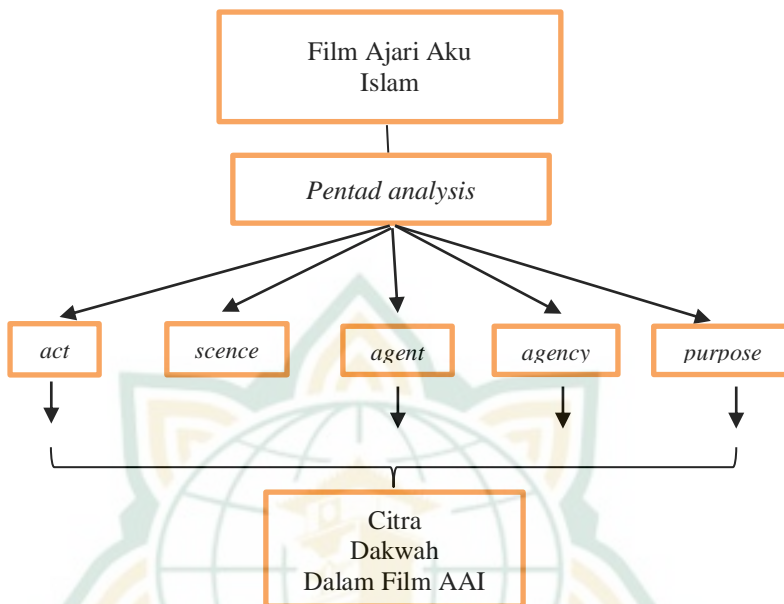 Film Ajari Aku
Islam
Pentad analysis
act
scence
agent
agency
purpose
Citra
Dakwah
Dalam Film AAI